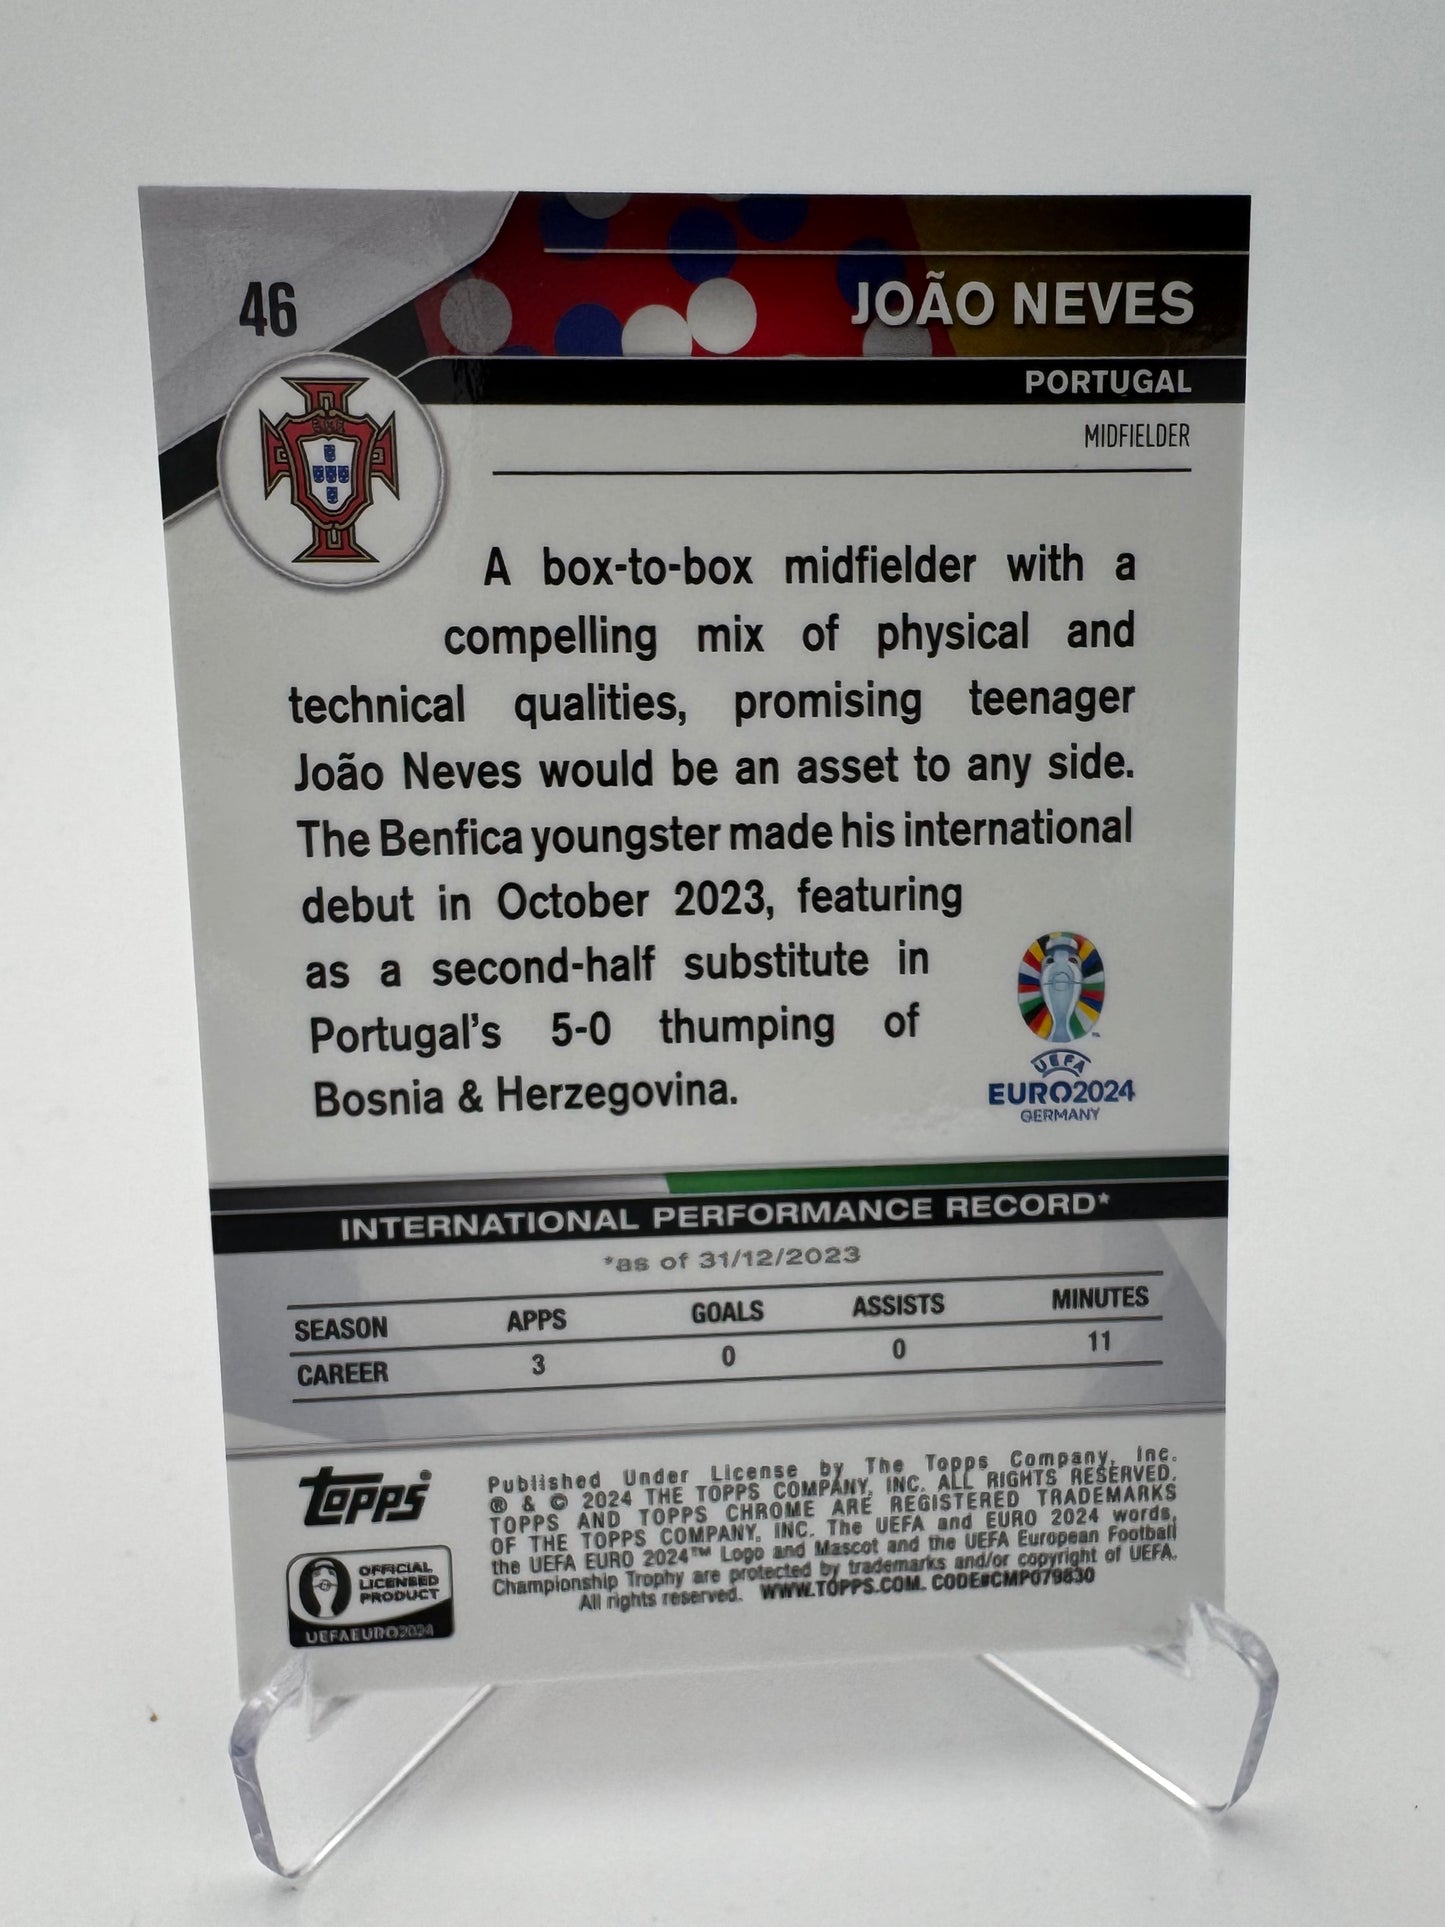 46
JOÃO NEVES
PORTUGAL
MIDFIELDER
A box-to-box midfielder with a
compelling mix of physical and
technical qualities, promising teenager
João Neves would be an asset to any side.
The Benfica youngster made his international
debut in October 2023, featuring
as a second-half substitute in
Portugal's 5-0 thumping of
Bosnia & Herzegovina.
UEFA
EURO2024
GERMANY
INTERNATIONAL PERFORMANCE RECORD*
*as of 31/12/2023
SEASON APPS GOALS ASSISTS MINUTES
CAREER 3 0 0 11
topps
Published Under License by The Topps Company, Inc.
® & © 2024 THE TOPPS COMPANY, INC. ALL RIGHTS RESERVED.
TOPPS AND TOPPS CHROME ARE REGISTERED TRADEMARKS
OF THE TOPPS COMPANY, INC. The UEFA and EURO 2024 words,
the UEFA EURO 2024™ Logo and Mascot and the UEFA European Football
Championship Trophy are protected by trademarks and/or copyright of UEFA.
All rights reserved. WWW.TOPPS.COM. CODE#CMP079830
OFFICIAL
LICENSED
PRODUCT
UEFA EURO2024